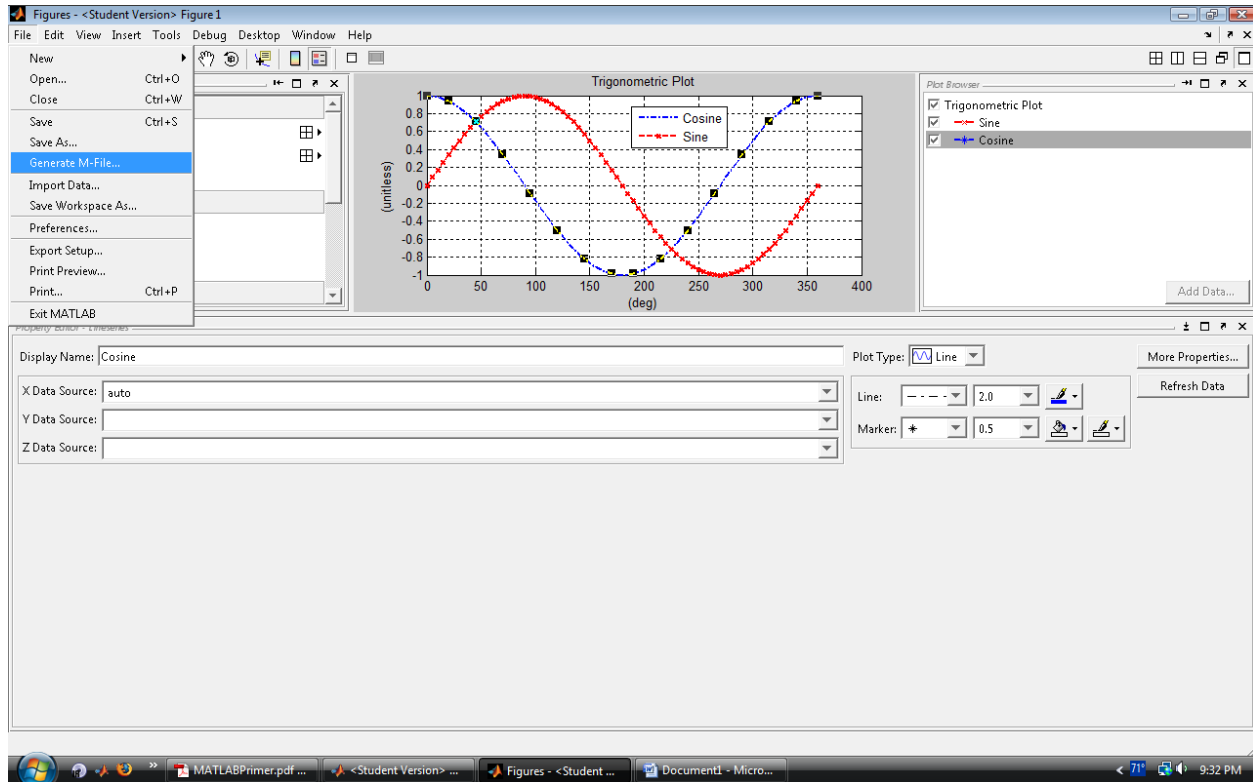 Figures - <Student Version> Figure 1
File Edit View Insert Tools Debug Desktop Window Help
New
Open... Ctrl+O
Close Ctrl+W
Save Ctrl+S
Save As...
Generate M-File...
Import Data...
Save Workspace As...
Preferences...
Export Setup...
Print Preview...
Print... Ctrl+P
Exit MATLAB
Trigonometric Plot
1
0.8
0.6
0.4
0.2
0
-0.2
-0.4
-0.6
-0.8
-1
(unitless)
Cosine
Sine
0 50 100 150 200 250 300 350 400
(deg)
Plot Browser
Trigonometric Plot
Sine
Cosine
Add Data...
Property Editor - Lineseries
Display Name: Cosine
Plot Type: Line
More Properties...
X Data Source: auto
Line: 2.0
Refresh Data
Y Data Source:
Marker: 0.5
Z Data Source:
MATLABPrimer.pdf ... <Student Version> ... Figures - <Student ... Document1 - Micro... 71° 9:32 PM